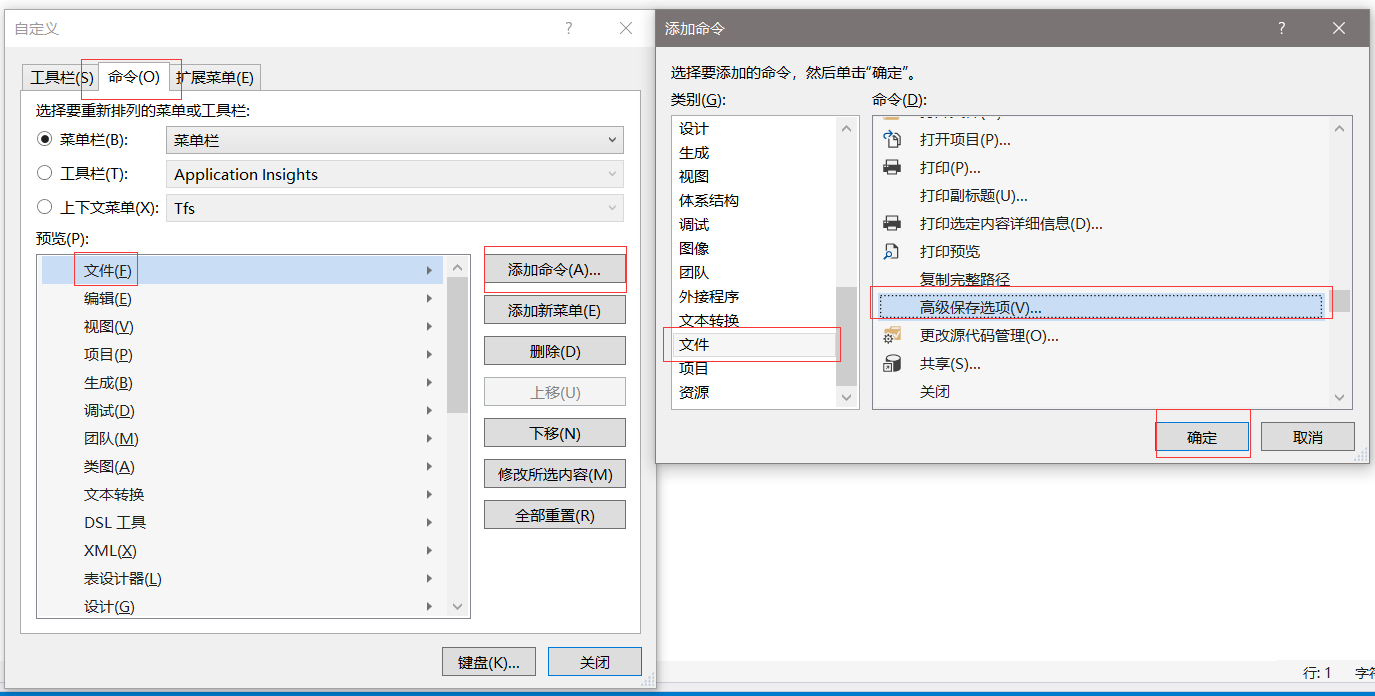 自定义
工具栏(S)
命令(O)
扩展菜单(E)
选择要重新排列的菜单或工具栏:
菜单栏(B):
菜单栏
工具栏(T):
Application Insights
上下文菜单(X):
Tfs
预览(P):
文件(F)
编辑(E)
视图(V)
项目(P)
生成(B)
调试(D)
团队(M)
类图(A)
文本转换
DSL 工具
XML(X)
表设计器(L)
设计(G)
添加命令(A)...
添加新菜单(E)
删除(D)
上移(U)
下移(N)
修改所选内容(M)
全部重置(R)
键盘(K)...
关闭
添加命令
选择要添加的命令，然后单击“确定”。
类别(G):
设计
生成
视图
体系结构
调试
图像
团队
外接程序
文本转换
文件
项目
资源
命令(D):
打开项目(P)...
打印(P)...
打印副标题(U)...
打印选定内容详细信息(D)...
打印预览
复制完整路径
高级保存选项(V)...
更改源代码管理(O)...
共享(S)...
关闭
确定
取消
行: 1